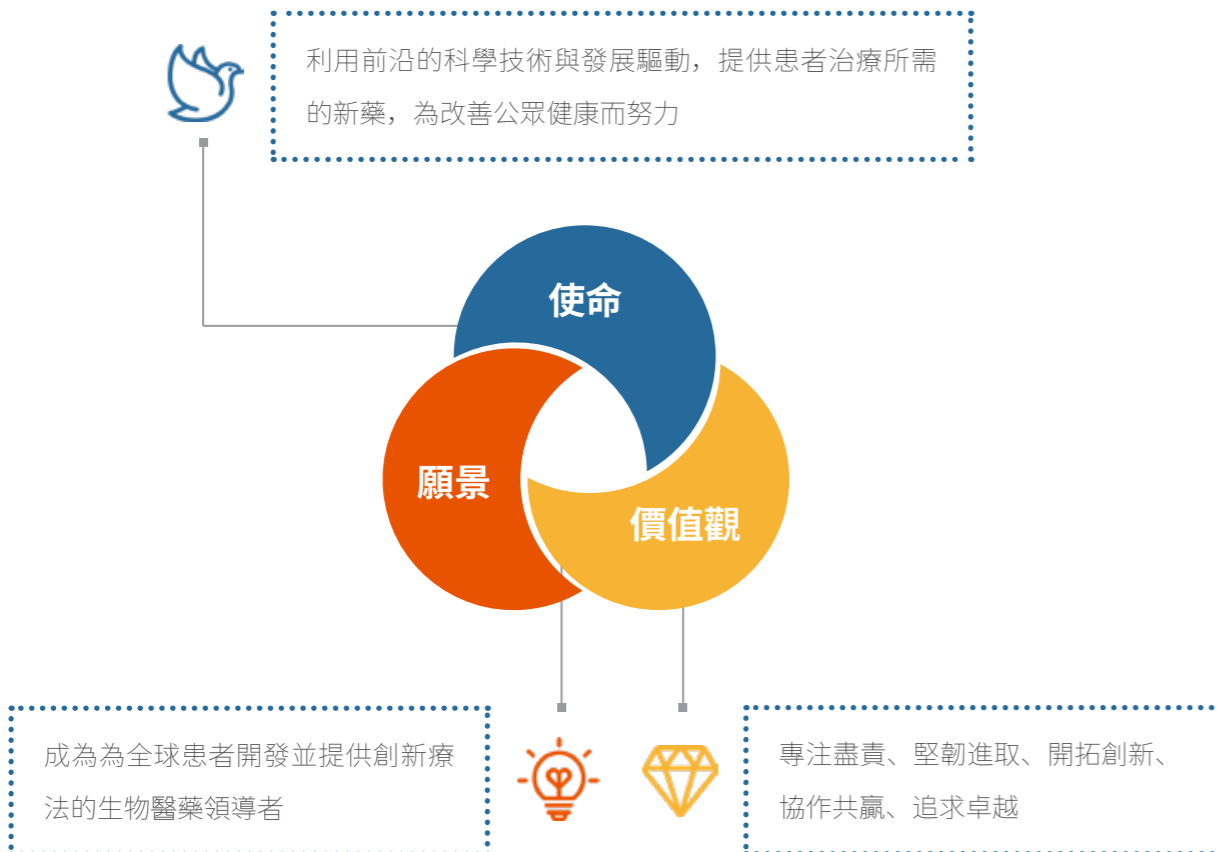 利用前沿的科學技術與發展驅動，提供患者治療所需
的新藥，為改善公眾健康而努力
使命
願景
價值觀
成為為全球患者開發並提供創新療
法的生物醫藥領導者
專注盡責、堅韌進取、開拓創新、
協作共贏、追求卓越